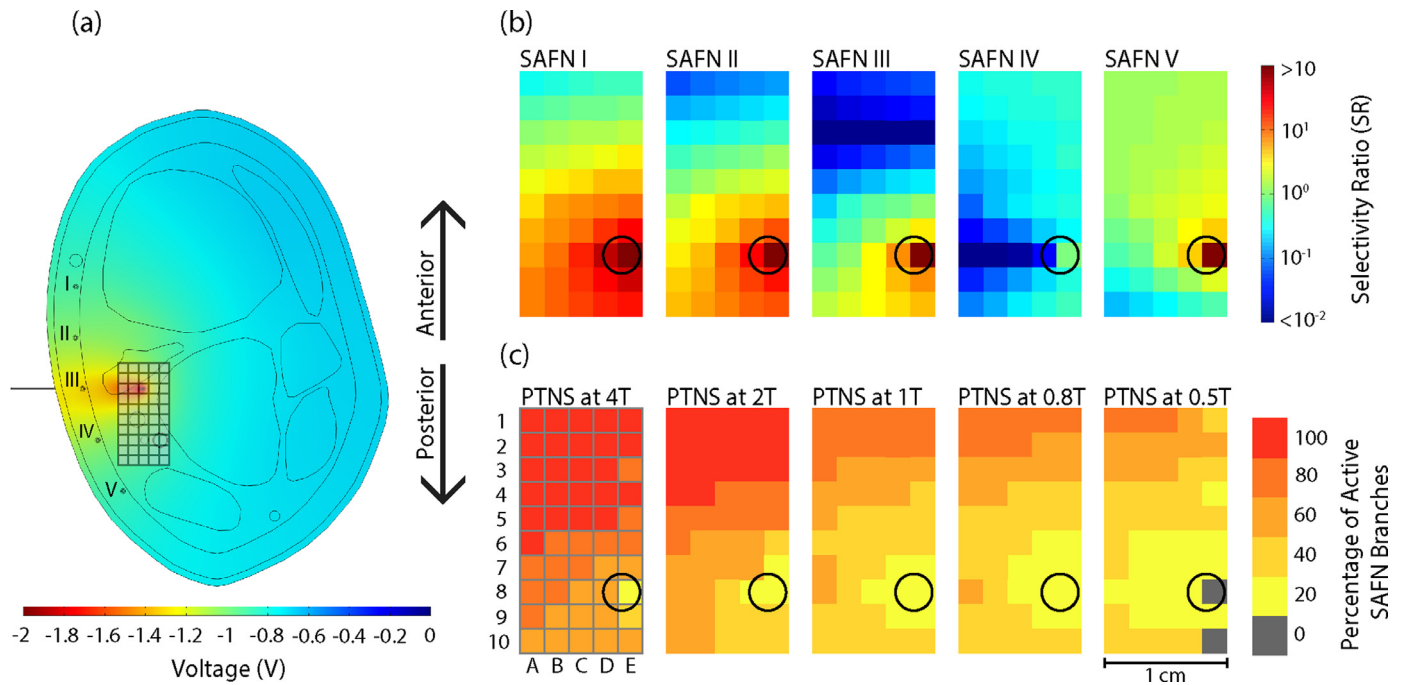 (a)
I
II
III
IV
V
Anterior
Posterior
-2 -1.8 -1.6 -1.4 -1.2 -1 -0.8 -0.6 -0.4 -0.2 0
Voltage (V)
(b)
SAFN I SAFN II SAFN III SAFN IV SAFN V
>10
10¹
10⁰
10⁻¹
<10⁻²
Selectivity Ratio (SR)
(c)
PTNS at 4T PTNS at 2T PTNS at 1T PTNS at 0.8T PTNS at 0.5T
1
2
3
4
5
6
7
8
9
10
A B C D E
1 cm
100
80
60
40
20
0
Percentage of Active
SAFN Branches